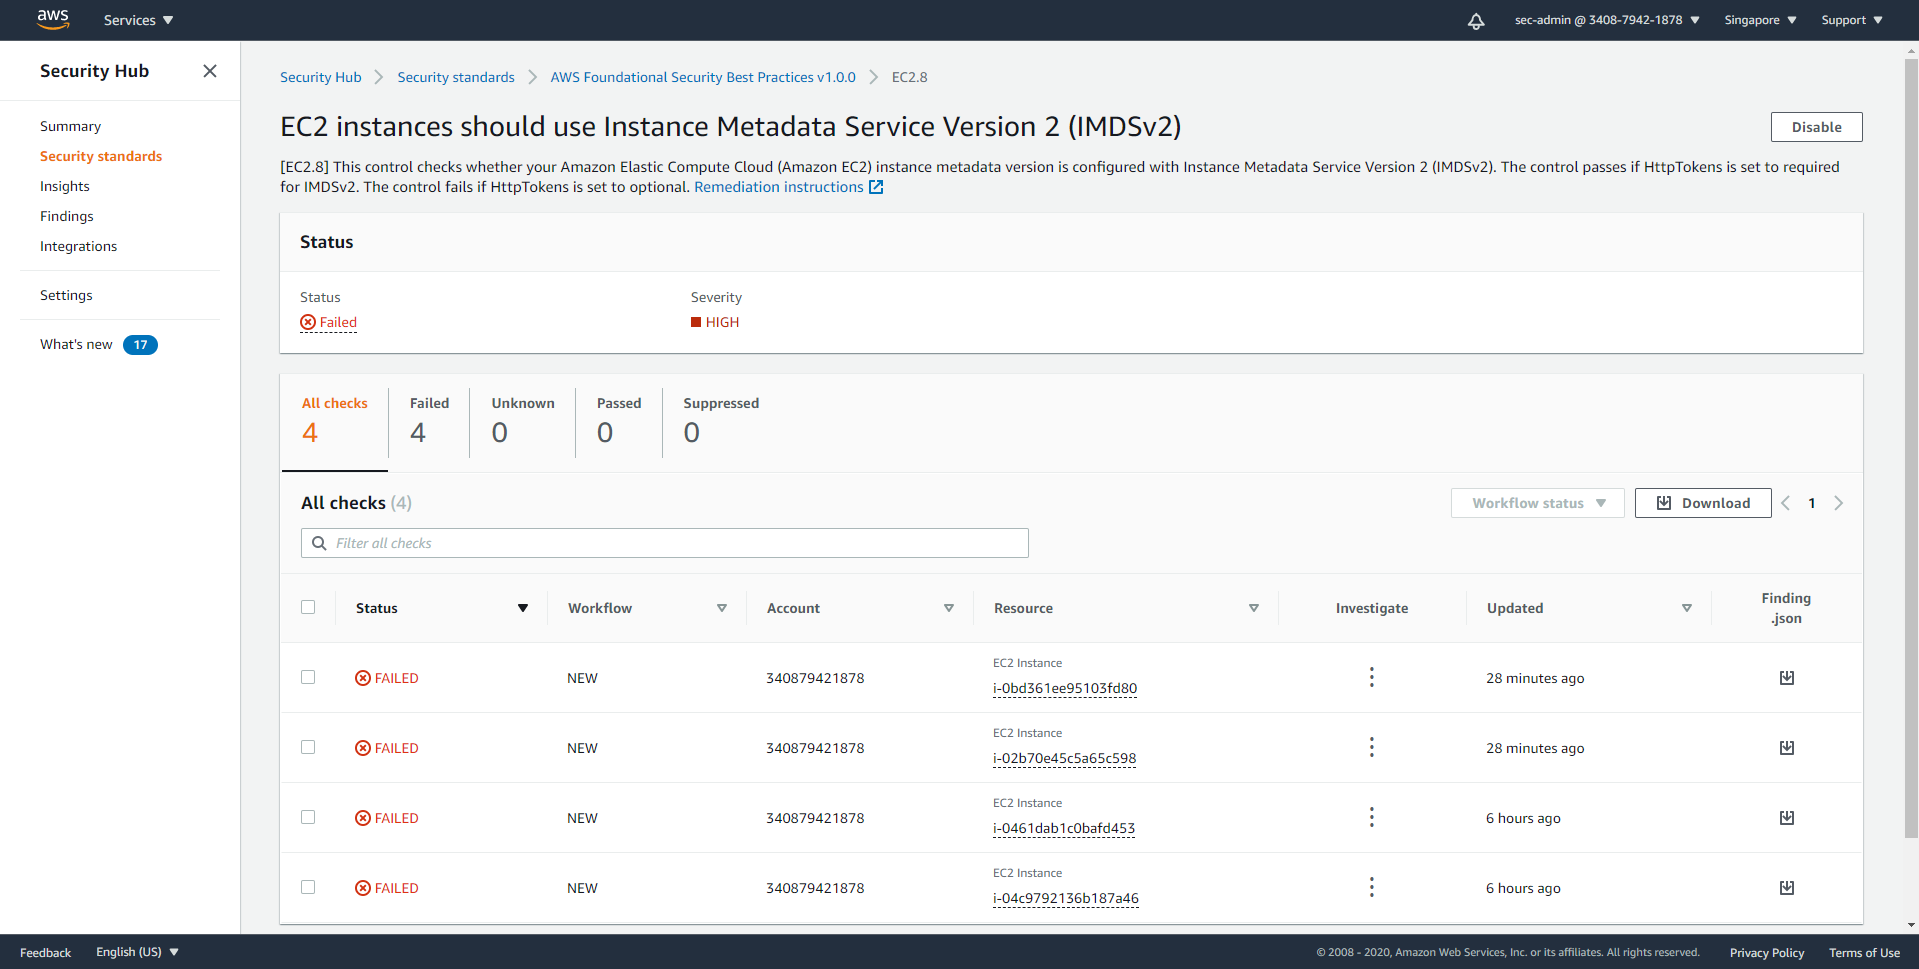 aws
Services
sec-admin @ 3408-7942-1878
Singapore
Support
Security Hub
Summary
Security standards
Insights
Findings
Integrations
Settings
What's new 17
Security Hub Security standards AWS Foundational Security Best Practices v1.0.0 EC2.8
EC2 instances should use Instance Metadata Service Version 2 (IMDSv2)
Disable
[EC2.8] This control checks whether your Amazon Elastic Compute Cloud (Amazon EC2) instance metadata version is configured with Instance Metadata Service Version 2 (IMDSv2). The control passes if HttpTokens is set to required
for IMDSv2. The control fails if HttpTokens is set to optional. Remediation instructions
Status
Status Severity
Failed HIGH
All checks Failed Unknown Passed Suppressed
4 4 0 0 0
All checks (4)
Workflow status Download 1
Filter all checks
Status Workflow Account Resource Investigate Updated Finding
.json
EC2 Instance
FAILED NEW 340879421878 i-0bd361ee95103fd80 28 minutes ago
EC2 Instance
FAILED NEW 340879421878 i-02b70e45c5a65c598 28 minutes ago
EC2 Instance
FAILED NEW 340879421878 i-0461dab1c0bafd453 6 hours ago
EC2 Instance
FAILED NEW 340879421878 i-04c9792136b187a46 6 hours ago
Feedback English (US) © 2008 - 2020, Amazon Web Services, Inc. or its affiliates. All rights reserved. Privacy Policy Terms of Use